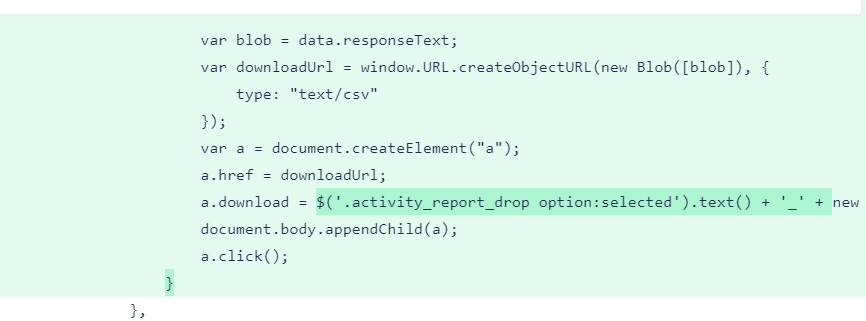 var blob = data.responseText;
var downloadUrl = window.URL.createObjectURL(new Blob([blob]), {
type: "text/csv"
});
var a = document.createElement("a");
a.href = downloadUrl;
a.download = $('.activity_report_drop option:selected').text() + '_' + new
document.body.appendChild(a);
a.click();
}
},